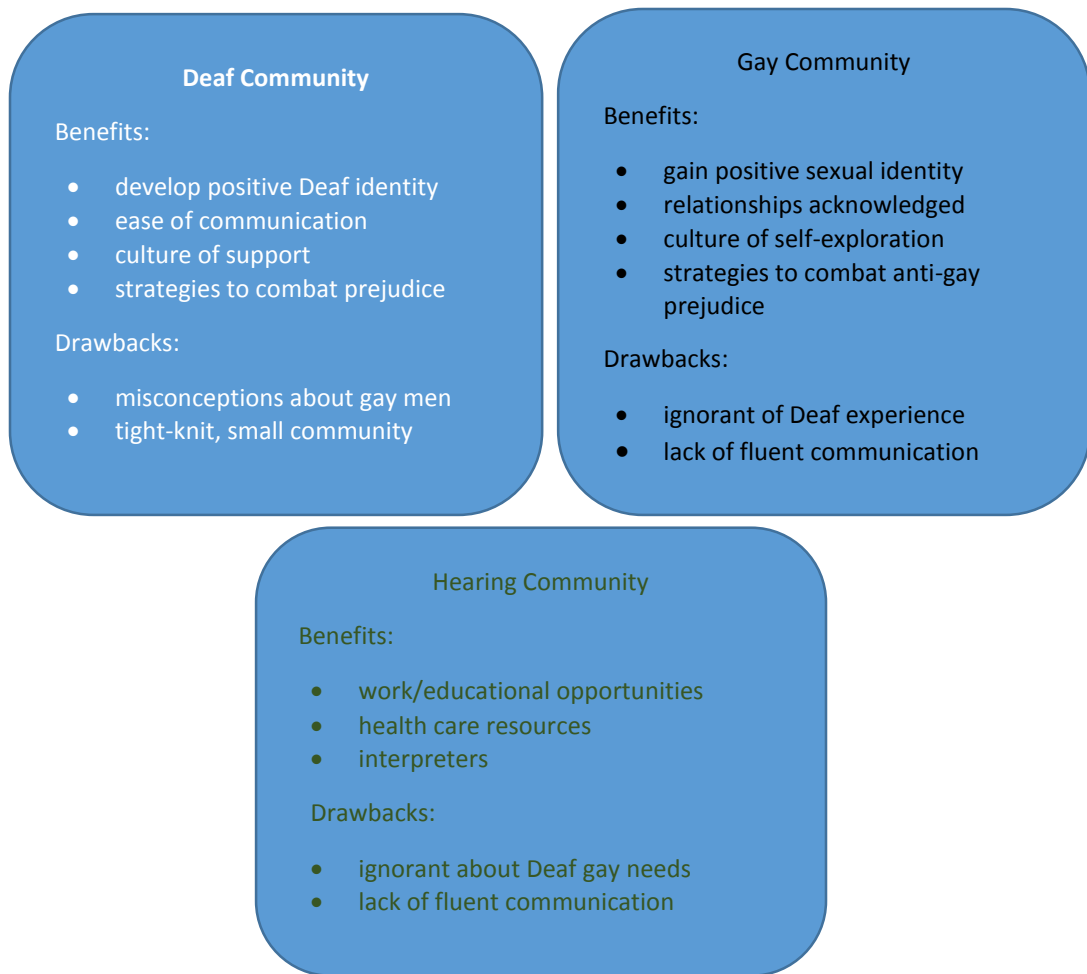 Deaf Community
Benefits:
• develop positive Deaf identity
• ease of communication
• culture of support
• strategies to combat prejudice
Drawbacks:
• misconceptions about gay men
• tight-knit, small community
Gay Community
Benefits:
• gain positive sexual identity
• relationships acknowledged
• culture of self-exploration
• strategies to combat anti-gay
prejudice
Drawbacks:
• ignorant of Deaf experience
• lack of fluent communication
Hearing Community
Benefits:
• work/educational opportunities
• health care resources
• interpreters
Drawbacks:
• ignorant about Deaf gay needs
• lack of fluent communication